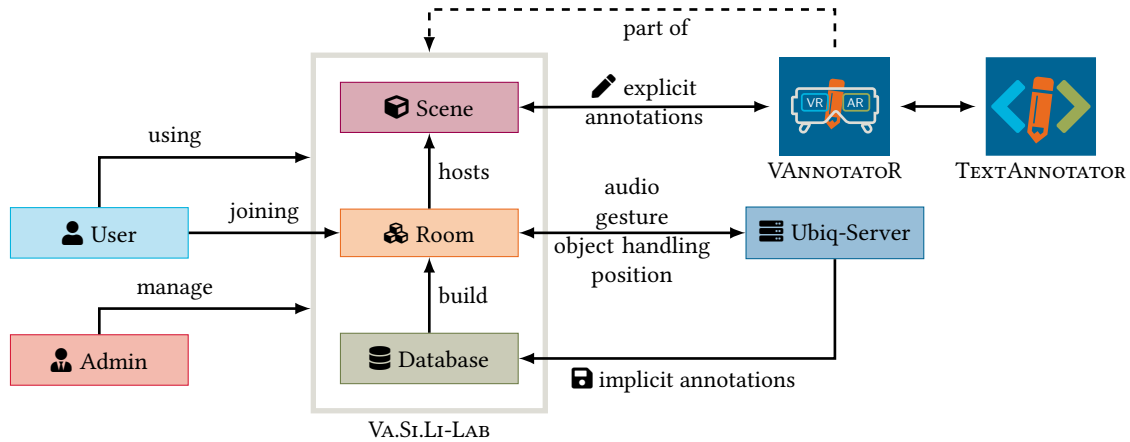 part of
Scene
explicit
annotations
VR AR
using
hosts
VANNOTATOR
TEXTANNOTATOR
User
joining
Room
audio
gesture
object handling
position
Ubiq-Server
manage
build
Admin
Database
implicit annotations
VA.SI.LI-LAB